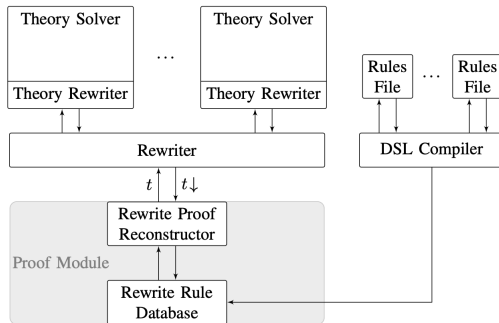 Theory Solver
Theory Solver
...
Theory Rewriter
Theory Rewriter
Rules
File
...
Rules
File
Rewriter
DSL Compiler
t
t↓
Rewrite Proof
Reconstructor
Proof Module
Rewrite Rule
Database